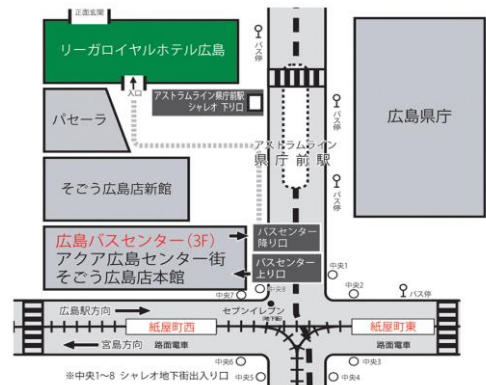 正面玄関
リーガロイヤルホテル広島
入口
アストラムライン県庁前駅
シャレオ 下り口
バス停
バス停
パセーラ
広島県庁
アストラムライン
県庁前駅
そごう広島店新館
バス停
広島バスセンター(3F)
アクア広島センター街
そごう広島店本館
バスセンター
降り口
バスセンター
上り口
中央1
中央2
中央7
中央8
セブンイレブン
バス停
広島駅方向
紙屋町西
紙屋町東
宮島方向
路面電車
路面電車
中央6
中央3
※中央1~8 シャレオ地下街出入り口
中央5
中央4